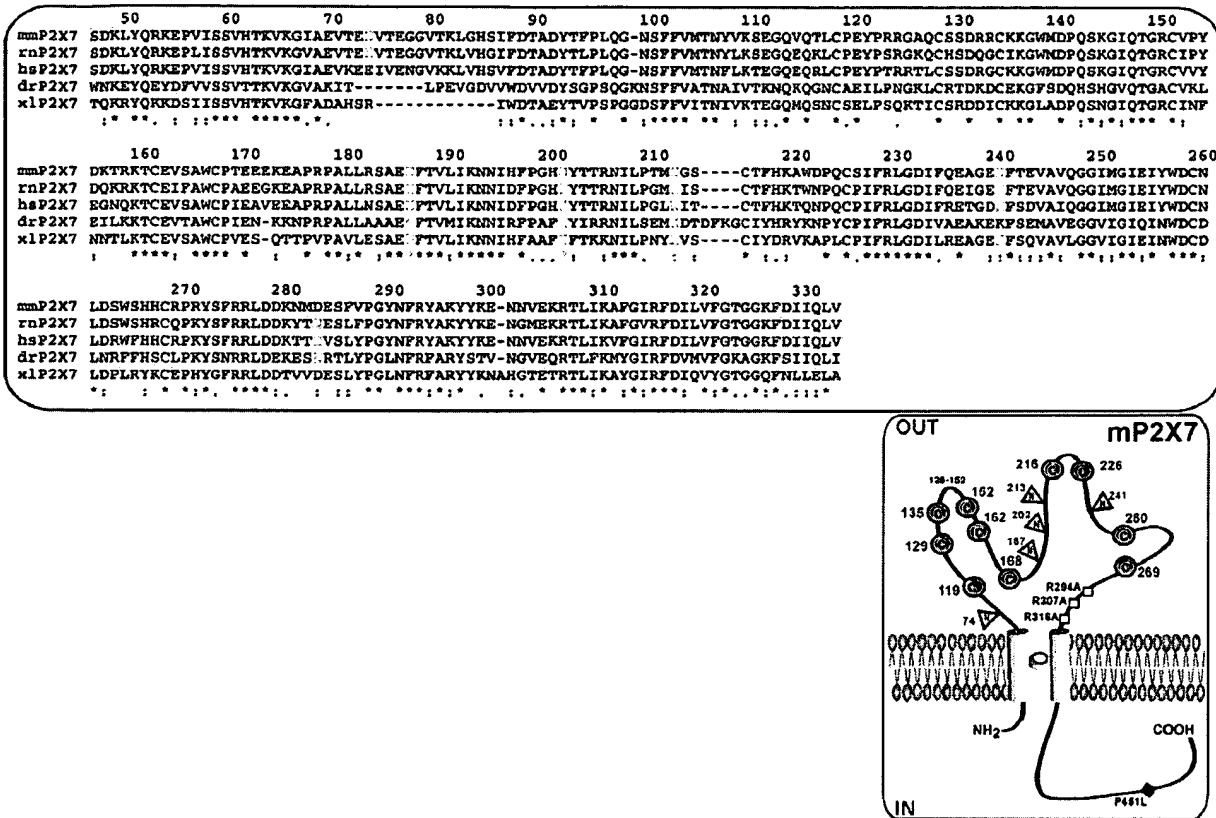 50 60 70 80 90 100 110 120 130 140 150
mmP2X7 SDKLYQRKEPVISSVHTKVKGIAEVTE VTEGGVTKLGHSIFDTADYTFPLQG-NSFFVMTNYVKSEGQVQTLCPEYPRRGAQCSSDRRCKKGWMDPQSKGIQTGRCVPY
rnP2X7 SDKLYQRKEPLISSVHTKVKGVAEVTE VTEGGVTKLVHGIFDTADYTLPLQG-NSFFVMTNYLKSEGQEQKLCPEYPSRGKQCHSDQGCIKGWMDPQSKGIQTGRCIPY
hsP2X7 SDKLYQRKEPVISSVHTKVKGIAEVKEEIVENGVKKLVHSVFDTADYTFPLQG-NSFFVMTNFLKTEGQEQRLCPEYPTRRTLCSSDRGCKKGWMDPQSKGIQTGRCVVY
drP2X7 WNKEYQEYDFVVSSVTTKVKGVAKIT-------LPEVGDVVWDVVDYSGPSQGKNSFFVATNAIVTKNQKQGNCAEILPNGKLCRTDKDCEKGFSDQHSHGVQTGACVKL
xlP2X7 TQKRYQKKDSIISSVHTKVKGFADAHSR------------IWDTAEYTVPSPGGDSFFVITNIVKTEGQMQSNCSELPSQKTICSRDDICKKGLADPQSNGIQTGRCINF
160 170 180 190 200 210 220 230 240 250 260
mmP2X7 DKTRKTCEVSAWCPTEEEKEAPRPALLRSAE FTVLIKNNIHFPGH YTTRNILPTM GS----CTFHKAWDPQCSIFRLGDIFQEAGE FTEVAVQGGIMGIEIYWDCN
rnP2X7 DQKRKTCEIFAWCPAEEGKEAPRPALLRSAE FTVLIKNNIDFPGH YTTRNILPGM IS----CTFHKTWNPQCPIFRLGDIFQEIGE FTEVAVQGGIMGIEIYWDCN
hsP2X7 EGNQKTCEVSAWCPIEAVEEAPRPALLNSAE FTVLIKNNIDFPGH YTTRNILPGL IT----CTFHKTQNPQCPIFRLGDIFRETGD FSDVAIQGGIMGIEIYWDCN
drP2X7 EILKKTCEVTAWCPIEN-KKNPRPALLAAAE FTVMIKNNIRFPAF YIRRNILSEM DTDFKGCIYHRYKNPYCPIFRLGDIVAEAKEKFSEMAVEGGVIGIQINWDCD
xlP2X7 NNTLKTCEVSAWCPVES-QTTPVPAVLESAE FTVLIKNNIHFAAF FTKKNILPNY VS----CIYDRVKAPLCPIFRLGDILREAGE FSQVAVLGGVIGIEINWDCD
270 280 290 300 310 320 330
mmP2X7 LDSWSHHCRPRYSFRRLDDKNMDESFVPGYNFRYAKYYKE-NNVEKRTLIKAFGIRFDILVFGTGGKFDIIQLV
rnP2X7 LDSWSHRCQPKYSFRRLDDKYT ESLFPGYNFRYAKYYKE-NGMEKRTLIKAFGVRFDILVFGTGGKFDIIQLV
hsP2X7 LDRWFHHCRPKYSFRRLDDKTT VSLYPGYNFRYAKYYKE-NNVEKRTLIKVFGIRFDILVFGTGGKFDIIQLV
drP2X7 LNRFFHSCLPKYSNRRLDEKES RTLYPGLNFRFARYSTV-NGVEQRTLFKMYGIRFDVMVFGKAGKFSIIQLI
xlP2X7 LDPLRYKCEPHYGFRRLDDTVVDESLYPGLNFRFARYYKNAHGTETRTLIKAYGIRFDIQVYGTGGQFNLLELA
OUT mP2X7
216 226
213 241
202
187
135 152
129 162
168
119
74
260
269
R294A
R307A
R316A
NH2
COOH
P451L
IN